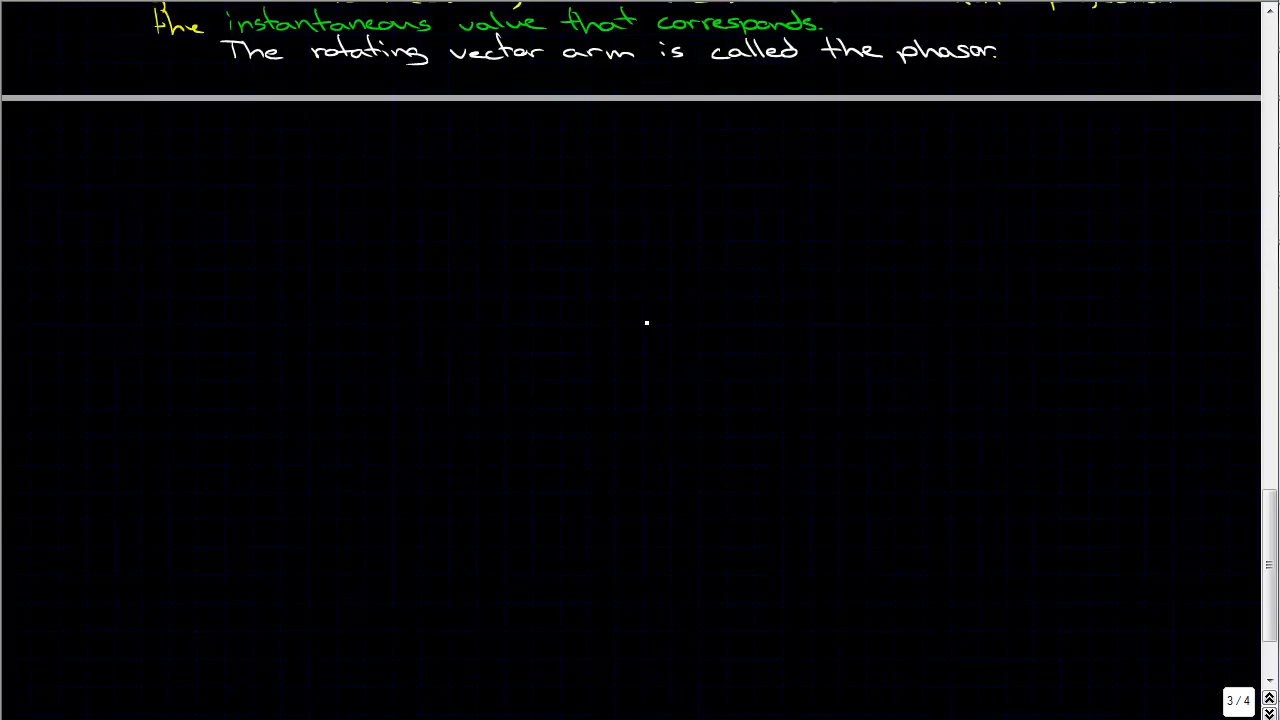 the instantaneous value that corresponds.
The rotating vector arm is called the phasor.
3 / 4